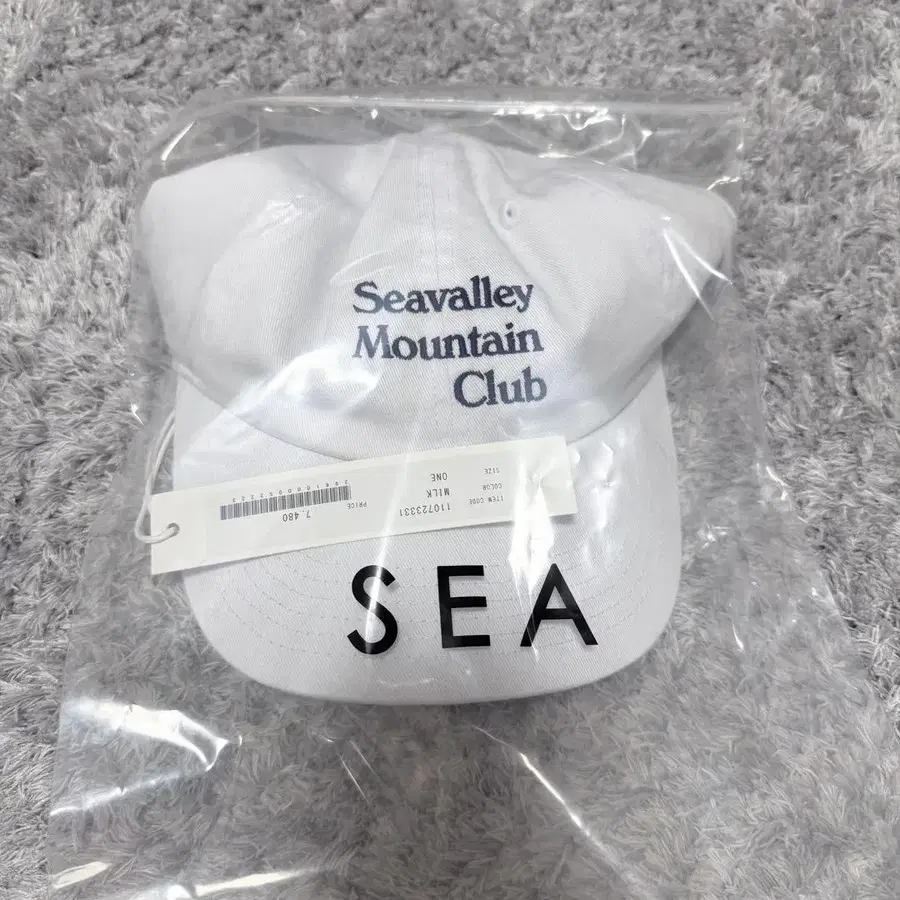 Seavalley
Mountain
Club
ITEM CODE 110723331
COLOR MILK
SIZE ONE
PRICE 7.480
SEA